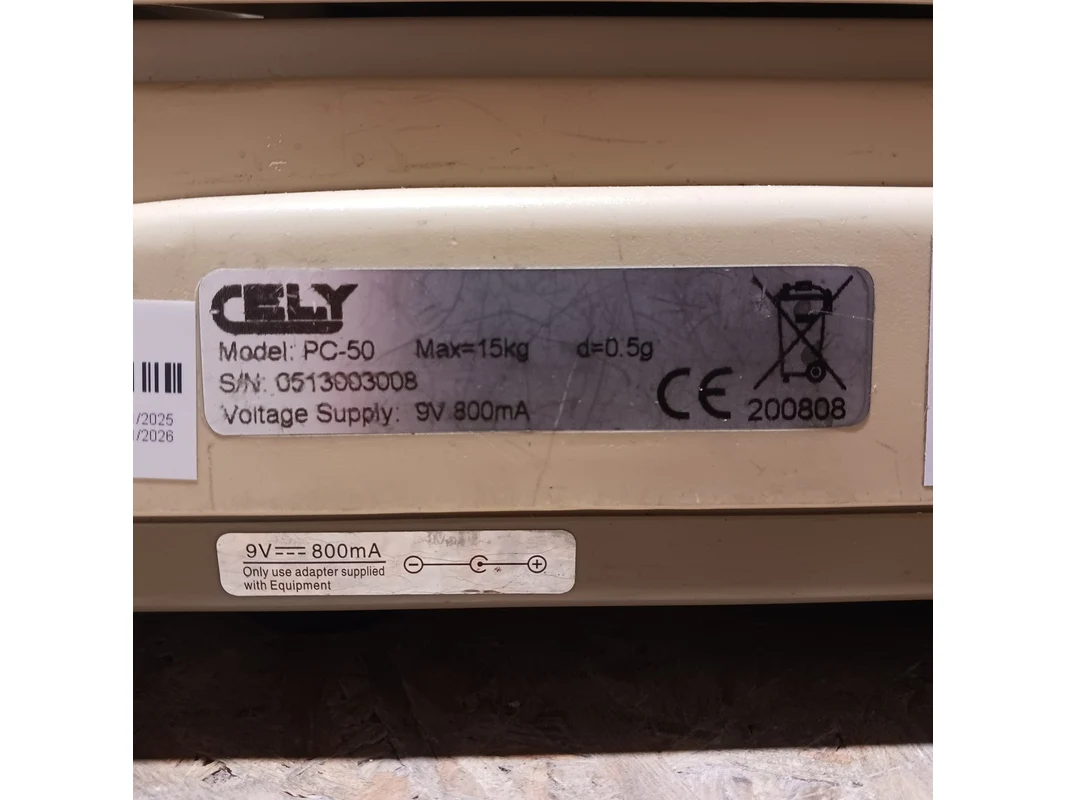 CELY
Model: PC-50 Max=15kg d=0.5g
S/N: 0513003008
Voltage Supply: 9V 800mA
CE 200808
/2025
/2026
9V 800mA
Only use adapter supplied
with Equipment